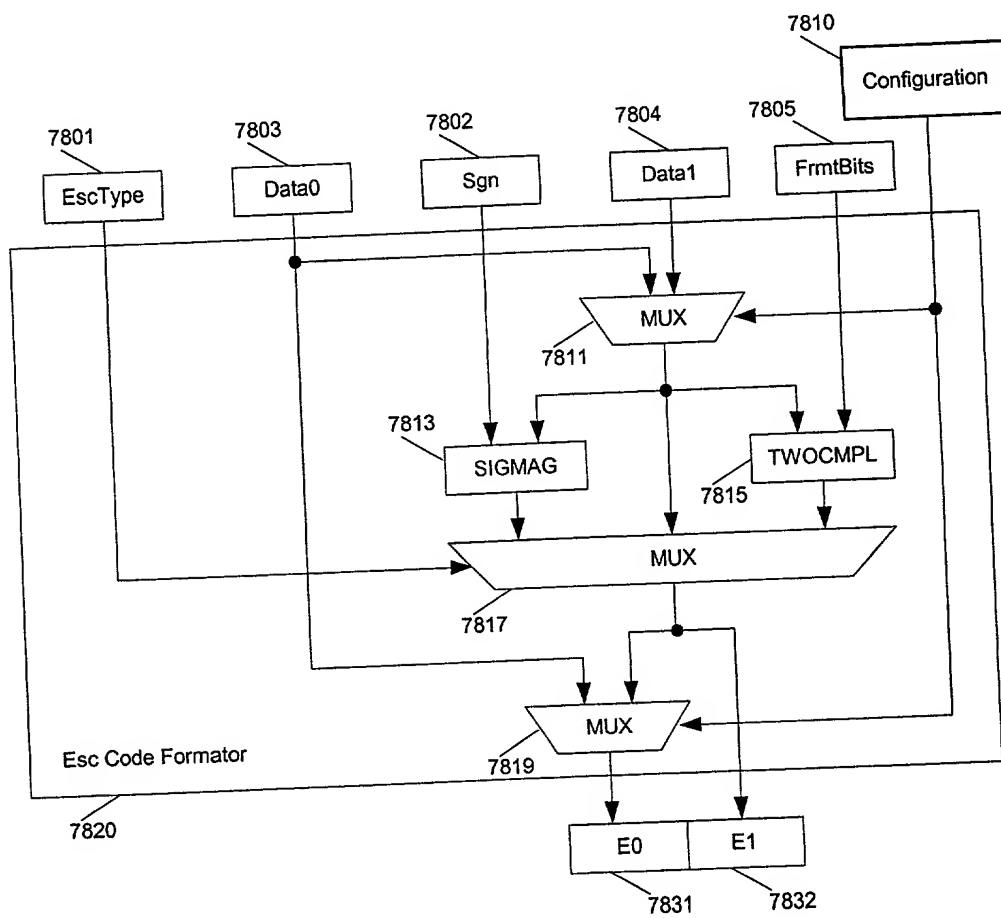 7810
Configuration
7801
7803
7802
7804
7805
EscType
Data0
Sgn
Data1
FrmtBits
MUX
7811
7813
SIGMAG
TWOCMPL
7815
MUX
7817
MUX
7819
Esc Code Formator
7820
E0
E1
7831
7832